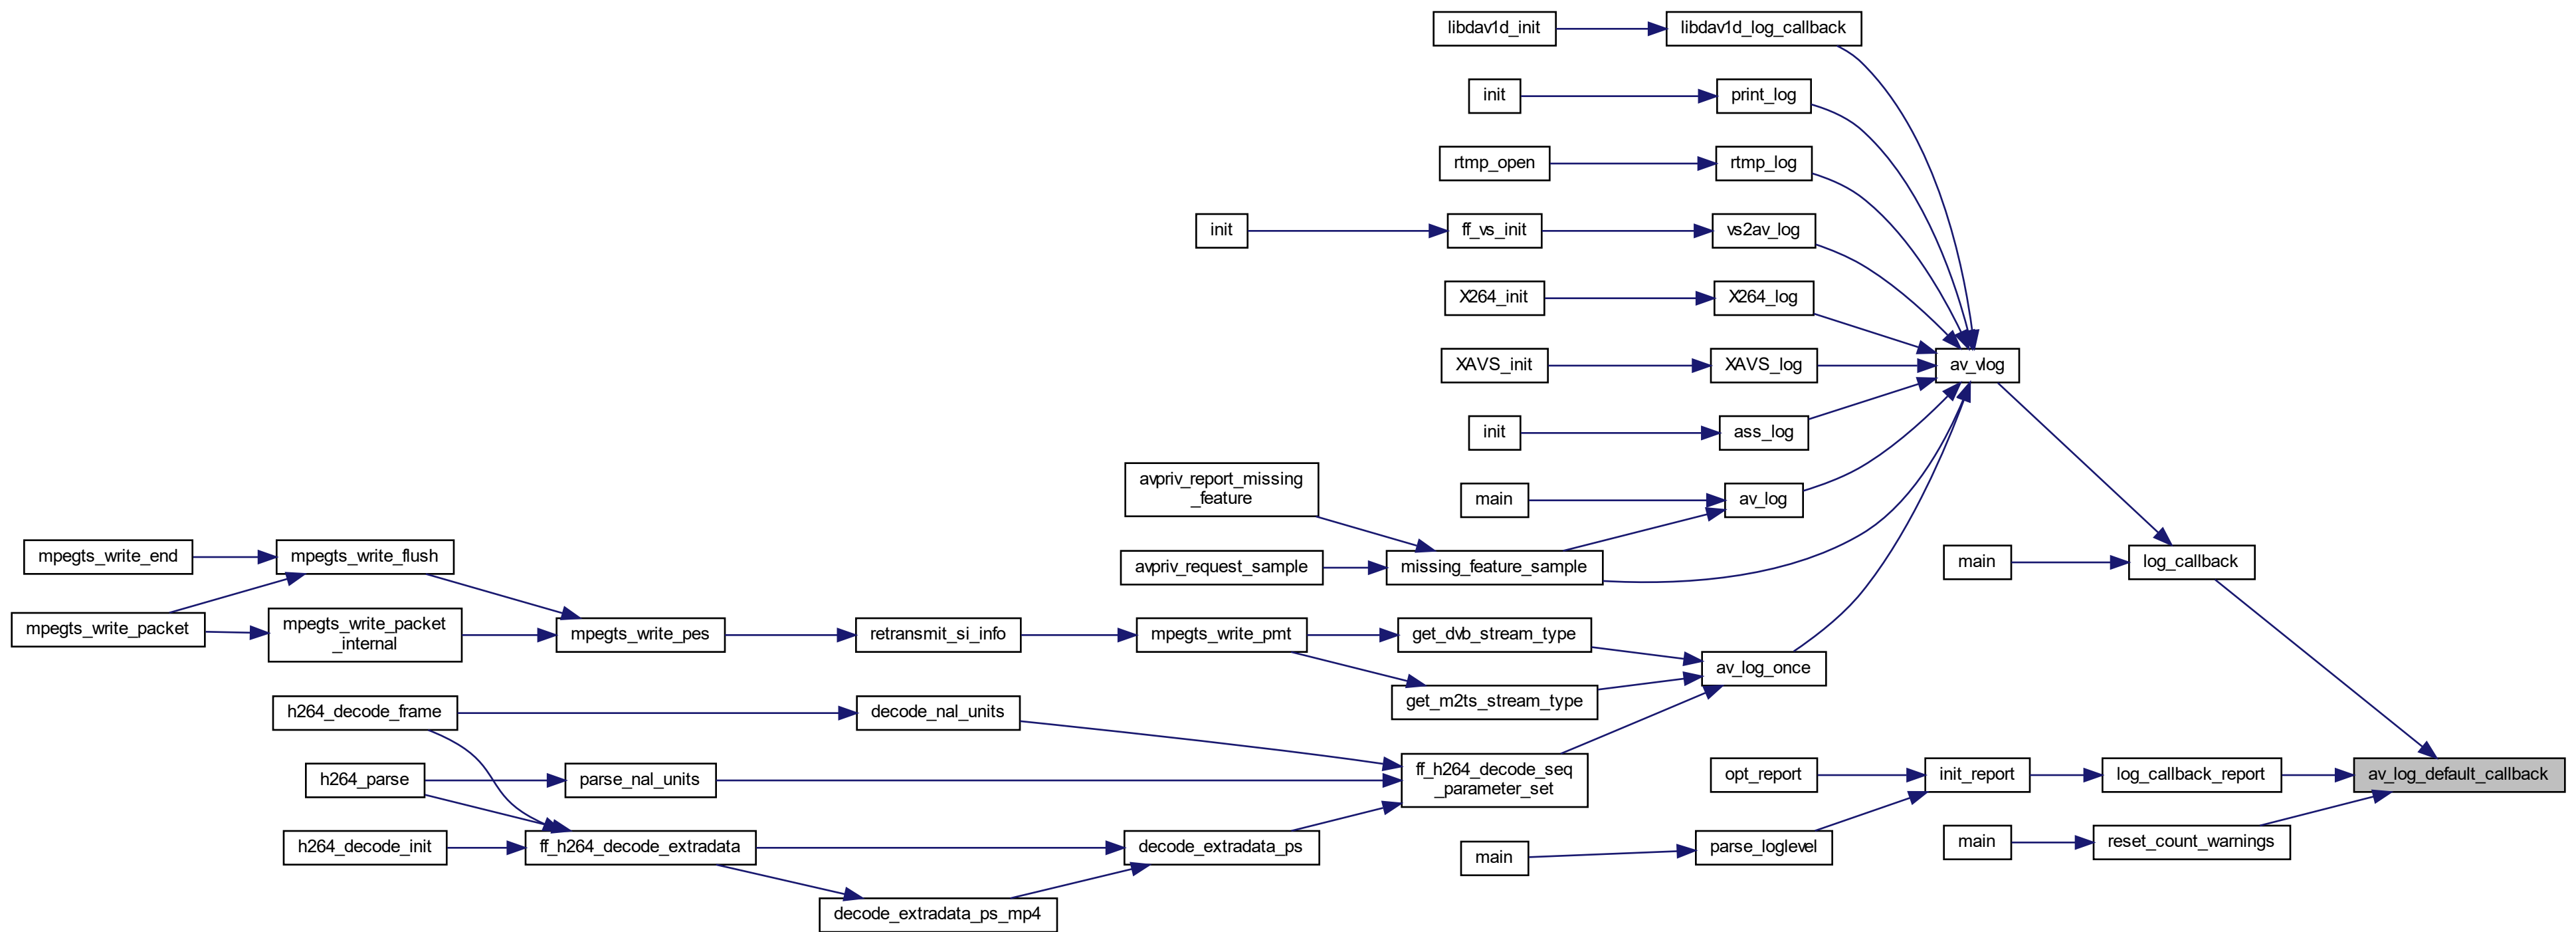 libdav1d_init
libdav1d_log_callback
init
print_log
rtmp_open
rtmp_log
init
ff_vs_init
vs2av_log
X264_init
X264_log
XAVS_init
XAVS_log
av_vlog
init
ass_log
avpriv_report_missing
_feature
main
av_log
mpegts_write_end
mpegts_write_flush
avpriv_request_sample
missing_feature_sample
main
log_callback
mpegts_write_packet
mpegts_write_packet
_internal
mpegts_write_pes
retransmit_si_info
mpegts_write_pmt
get_dvb_stream_type
av_log_once
get_m2ts_stream_type
h264_decode_frame
decode_nal_units
h264_parse
parse_nal_units
ff_h264_decode_seq
_parameter_set
opt_report
init_report
log_callback_report
av_log_default_callback
h264_decode_init
ff_h264_decode_extradata
decode_extradata_ps
main
parse_loglevel
main
reset_count_warnings
decode_extradata_ps_mp4